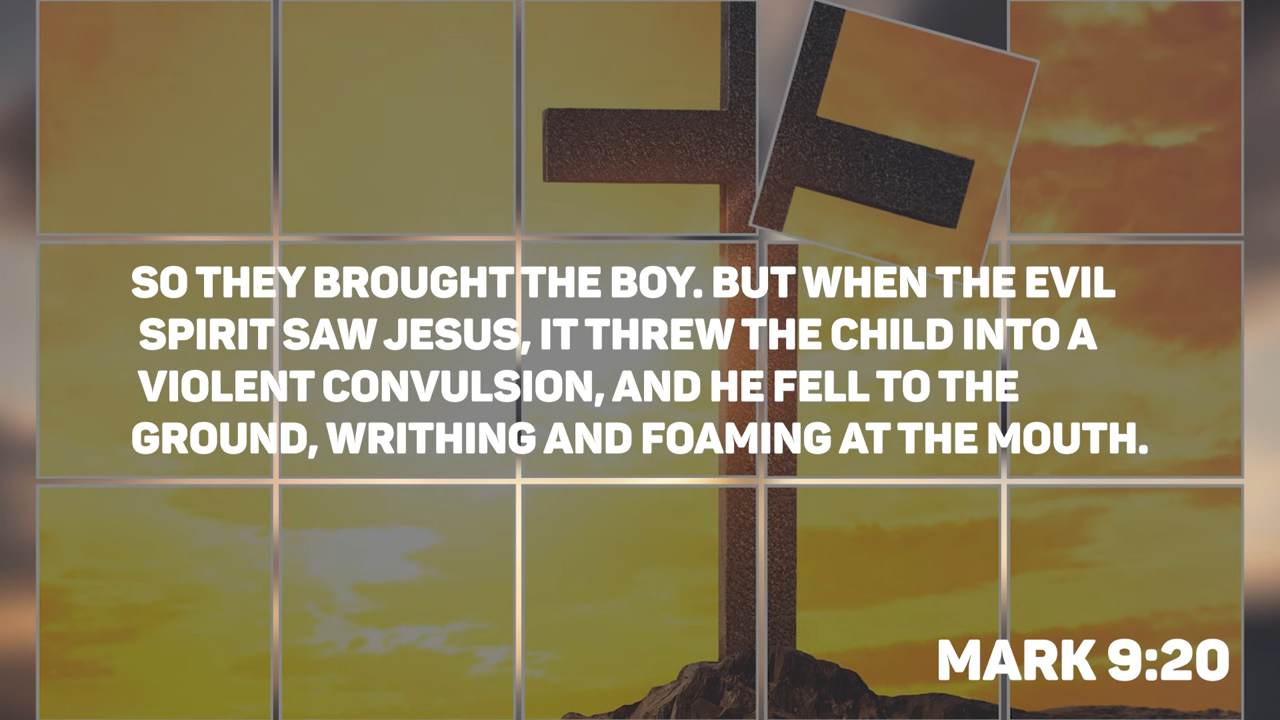 SO THEY BROUGHT THE BOY. BUT WHEN THE EVIL
SPIRIT SAW JESUS, IT THREW THE CHILD INTO A
VIOLENT CONVULSION, AND HE FELL TO THE
GROUND, WRITHING AND FOAMING AT THE MOUTH.
MARK 9:20